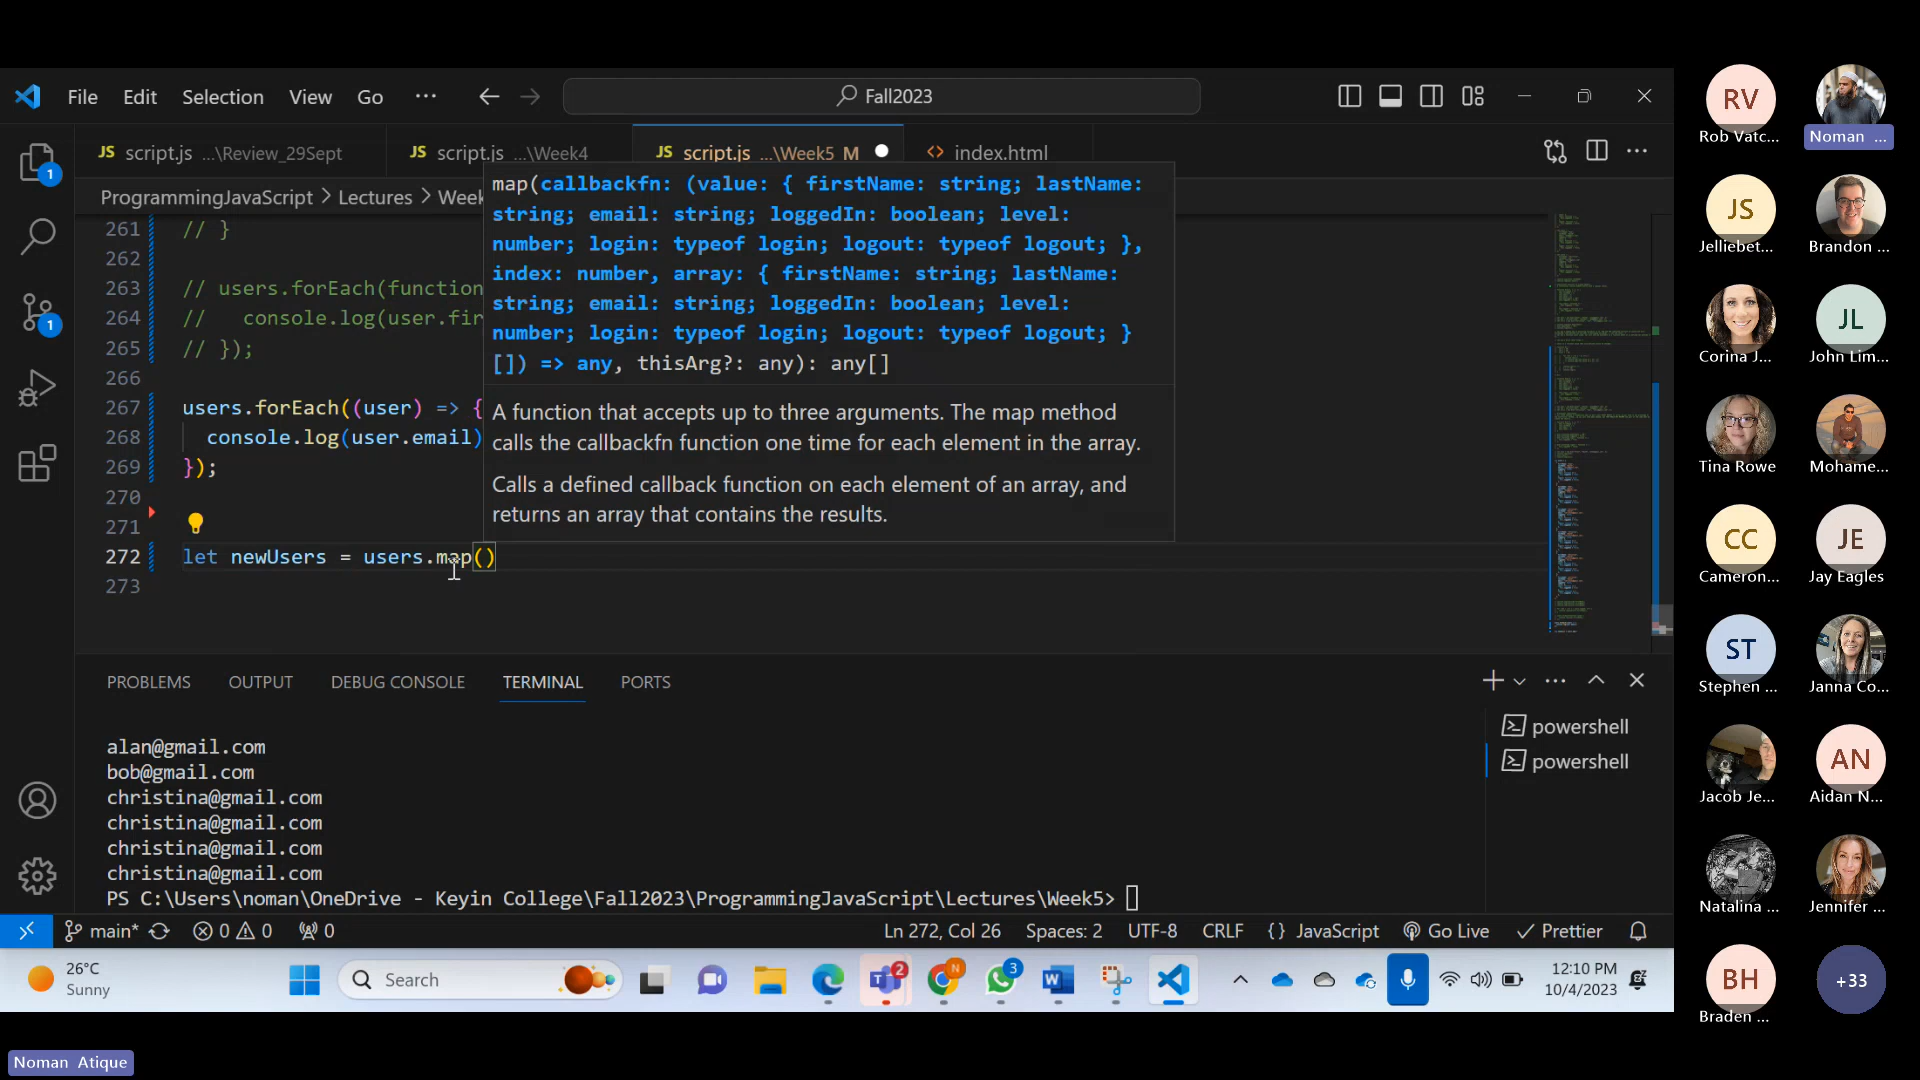 File Edit Selection View Go ··· Fall2023
JS script.js ...\Review_29Sept JS script.js ...\Week4 JS script.js ...\Week5 M <> index.html
ProgrammingJavaScript > Lectures > Week
261 // }
262
263 // users.forEach(function
264 //   console.log(user.fir
265 // });
266
267 users.forEach((user) => {
268   console.log(user.email)
269 });
270
271
272 let newUsers = users.map()
273
map(callbackfn: (value: { firstName: string; lastName:
string; email: string; loggedIn: boolean; level:
number; login: typeof login; logout: typeof logout; },
index: number, array: { firstName: string; lastName:
string; email: string; loggedIn: boolean; level:
number; login: typeof login; logout: typeof logout; }
[]) => any, thisArg?: any): any[]
A function that accepts up to three arguments. The map method
calls the callbackfn function one time for each element in the array.
Calls a defined callback function on each element of an array, and
returns an array that contains the results.
PROBLEMS OUTPUT DEBUG CONSOLE TERMINAL PORTS
alan@gmail.com
bob@gmail.com
christina@gmail.com
christina@gmail.com
christina@gmail.com
christina@gmail.com
PS C:\Users\noman\OneDrive - Keyin College\Fall2023\ProgrammingJavaScript\Lectures\Week5>
powershell
powershell
1
1
main* 0 0 0 Ln 272, Col 26 Spaces: 2 UTF-8 CRLF {} JavaScript Go Live Prettier
26°C
Sunny
Search
2
N
3
12:10 PM
10/4/2023
RV
Rob Vatc... Noman ...
JS
Jelliebet... Brandon ...
JL
Corina J... John Lim...
Tina Rowe Mohame...
CC JE
Cameron... Jay Eagles
ST
Stephen ... Janna Co...
AN
Jacob Je... Aidan N...
Natalina ... Jennifer ...
BH +33
Braden ...
Noman Atique